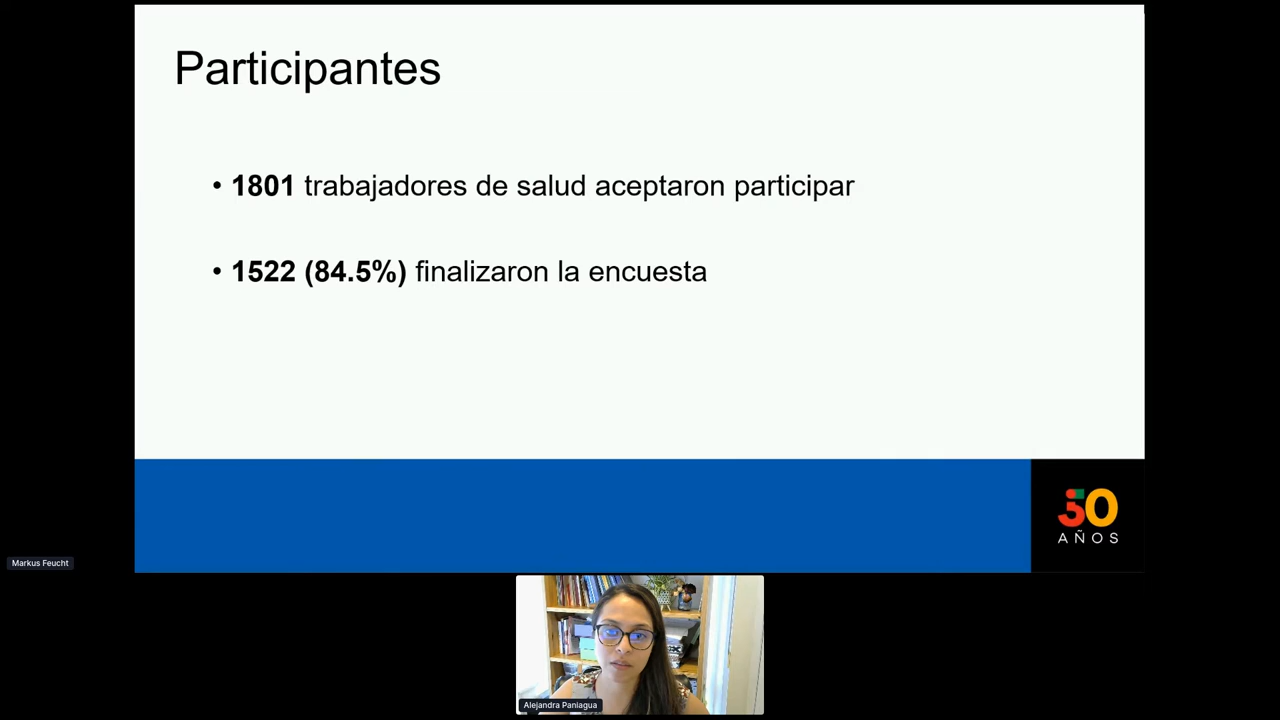 Participantes
• 1801 trabajadores de salud aceptaron participar
• 1522 (84.5%) finalizaron la encuesta
50
AÑOS
Markus Feucht
Alejandra Paniagua